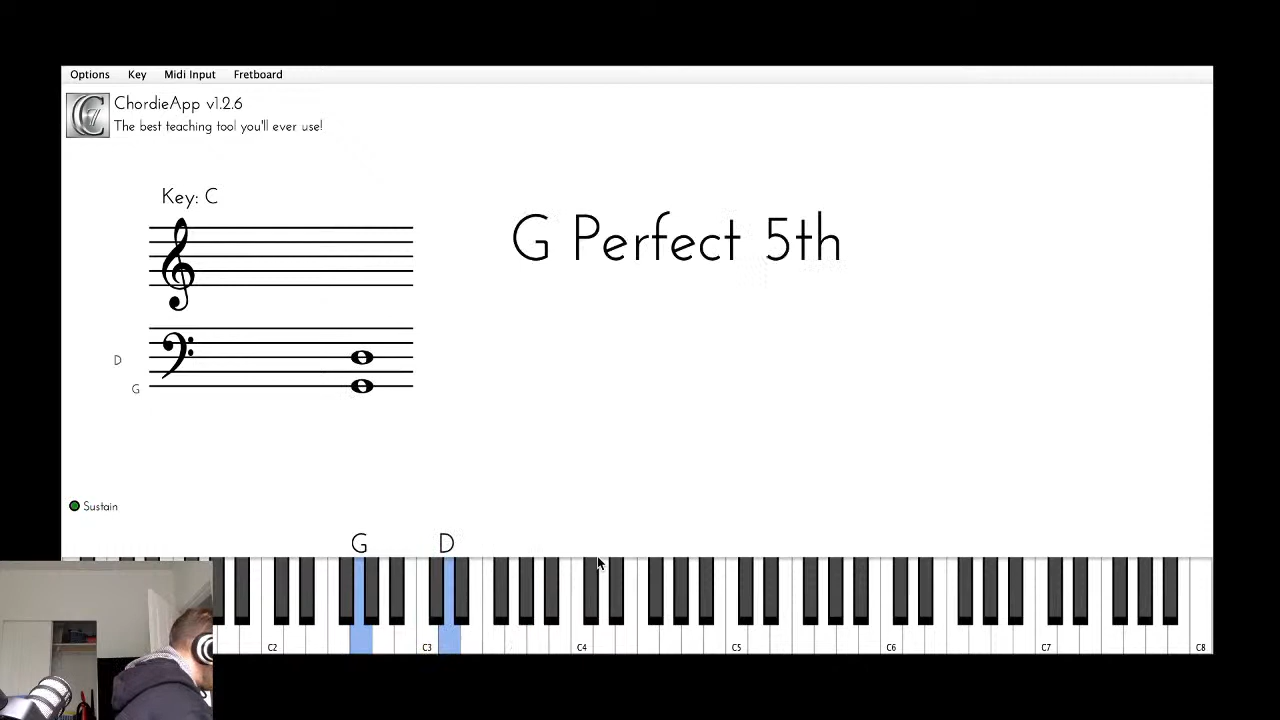 Options Key Midi Input Fretboard
ChordieApp v1.2.6
The best teaching tool you'll ever use!
Key: C
G Perfect 5th
D
G
Sustain
G D
C2 C3 C4 C5 C6 C7 C8